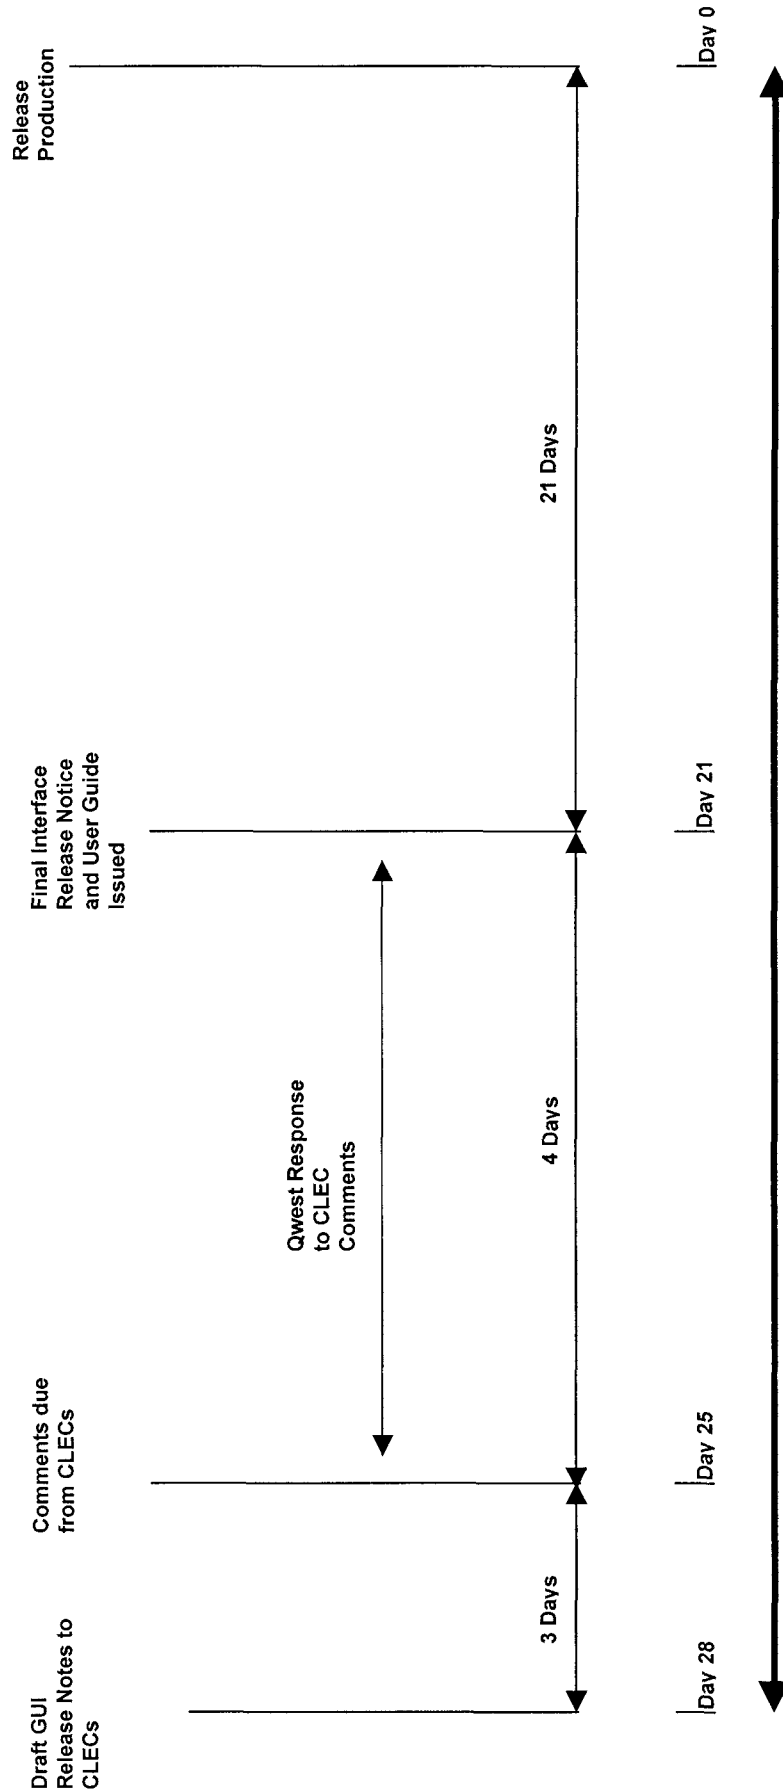 Draft GUI
Release Notes to
CLECs
Comments due
from CLECs
Final Interface
Release Notice
and User Guide
Issued
Release
Production
Qwest Response
to CLEC
Comments
3 Days
4 Days
21 Days
Day 28
Day 25
Day 21
Day 0